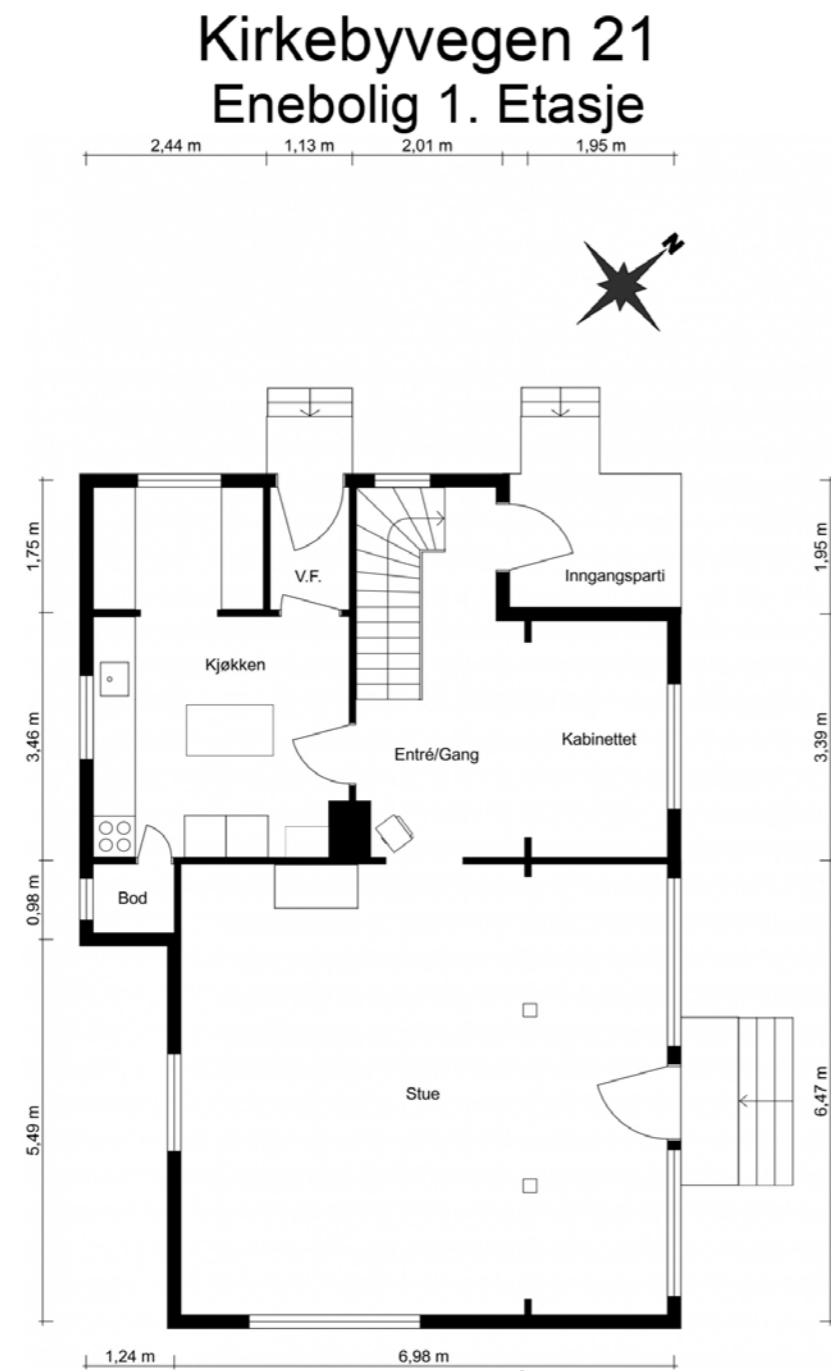 Kirkebyvegen 21
Enebolig 1. Etasje
2,44 m
1,13 m
2,01 m
1,95 m
N
1,75 m
1,95 m
V.F.
Inngangsparti
Kjøkken
3,46 m
Entré/Gang
Kabinettet
3,39 m
Bod
0,98 m
Stue
5,49 m
6,47 m
1,24 m
6,98 m